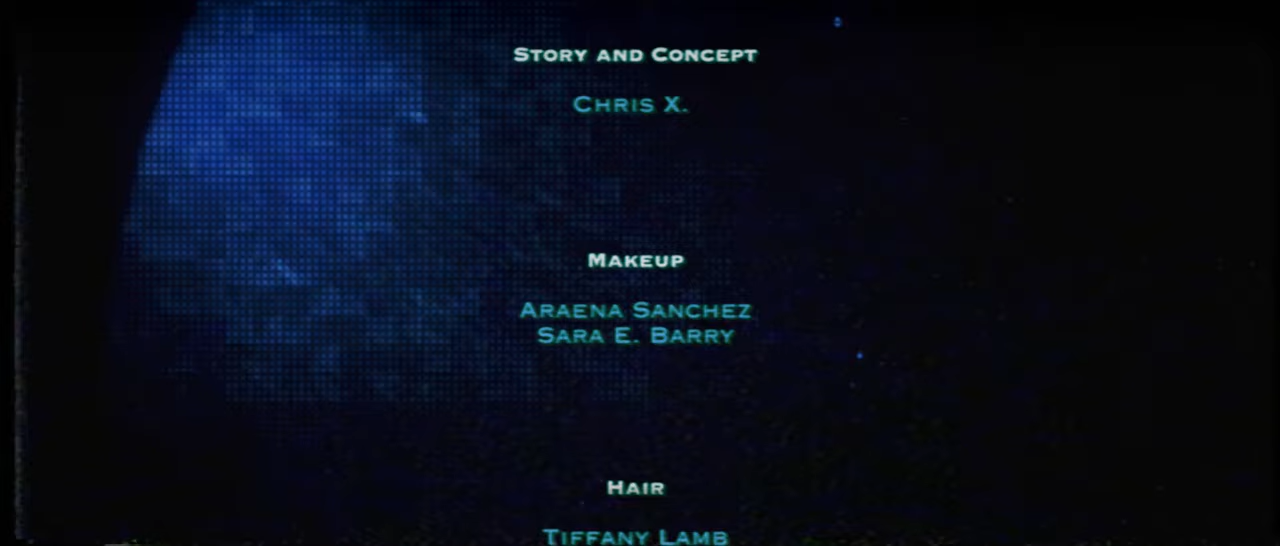 Story and Concept
Chris X.
Makeup
Araena Sanchez
Sara E. Barry
Hair
Tiffany Lamb